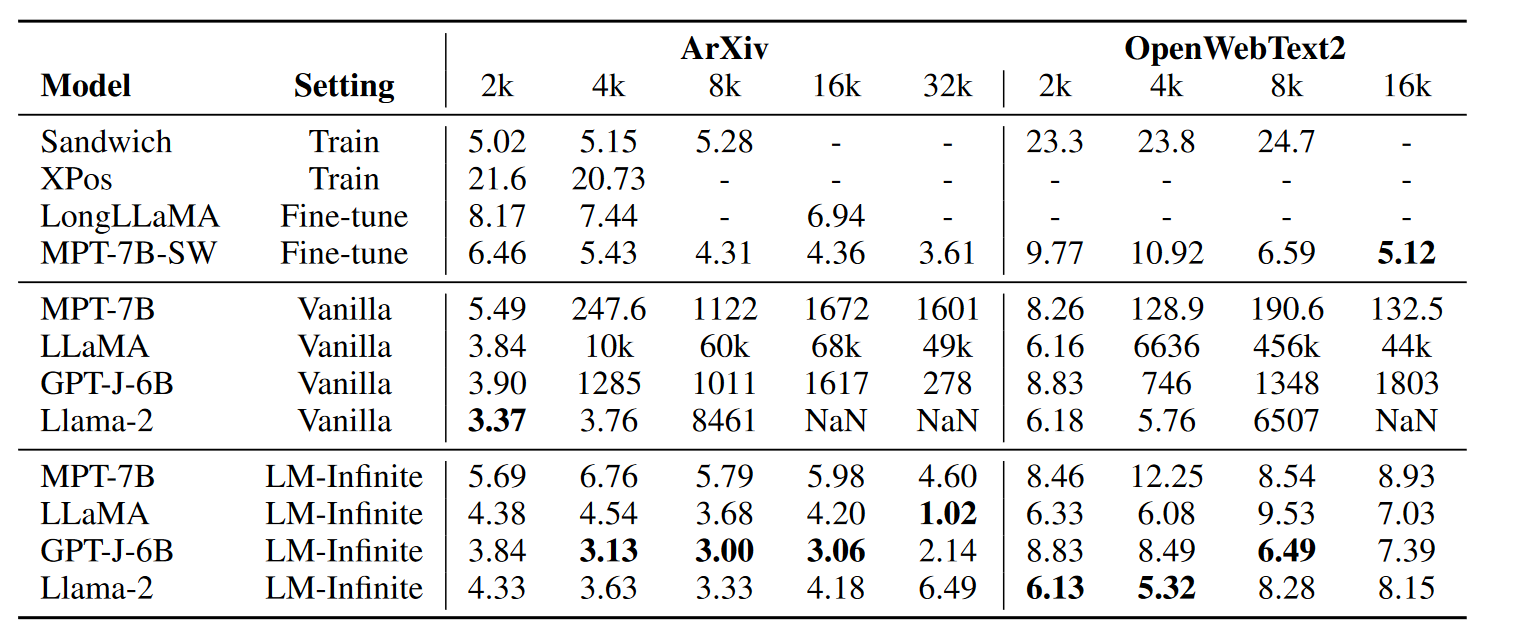 ArXiv OpenWebText2
Model Setting 2k 4k 8k 16k 32k 2k 4k 8k 16k
Sandwich Train 5.02 5.15 5.28 - - 23.3 23.8 24.7 -
XPos Train 21.6 20.73 - - - - - - -
LongLLaMA Fine-tune 8.17 7.44 - 6.94 - - - - -
MPT-7B-SW Fine-tune 6.46 5.43 4.31 4.36 3.61 9.77 10.92 6.59 5.12
MPT-7B Vanilla 5.49 247.6 1122 1672 1601 8.26 128.9 190.6 132.5
LLaMA Vanilla 3.84 10k 60k 68k 49k 6.16 6636 456k 44k
GPT-J-6B Vanilla 3.90 1285 1011 1617 278 8.83 746 1348 1803
Llama-2 Vanilla 3.37 3.76 8461 NaN NaN 6.18 5.76 6507 NaN
MPT-7B LM-Infinite 5.69 6.76 5.79 5.98 4.60 8.46 12.25 8.54 8.93
LLaMA LM-Infinite 4.38 4.54 3.68 4.20 1.02 6.33 6.08 9.53 7.03
GPT-J-6B LM-Infinite 3.84 3.13 3.00 3.06 2.14 8.83 8.49 6.49 7.39
Llama-2 LM-Infinite 4.33 3.63 3.33 4.18 6.49 6.13 5.32 8.28 8.15